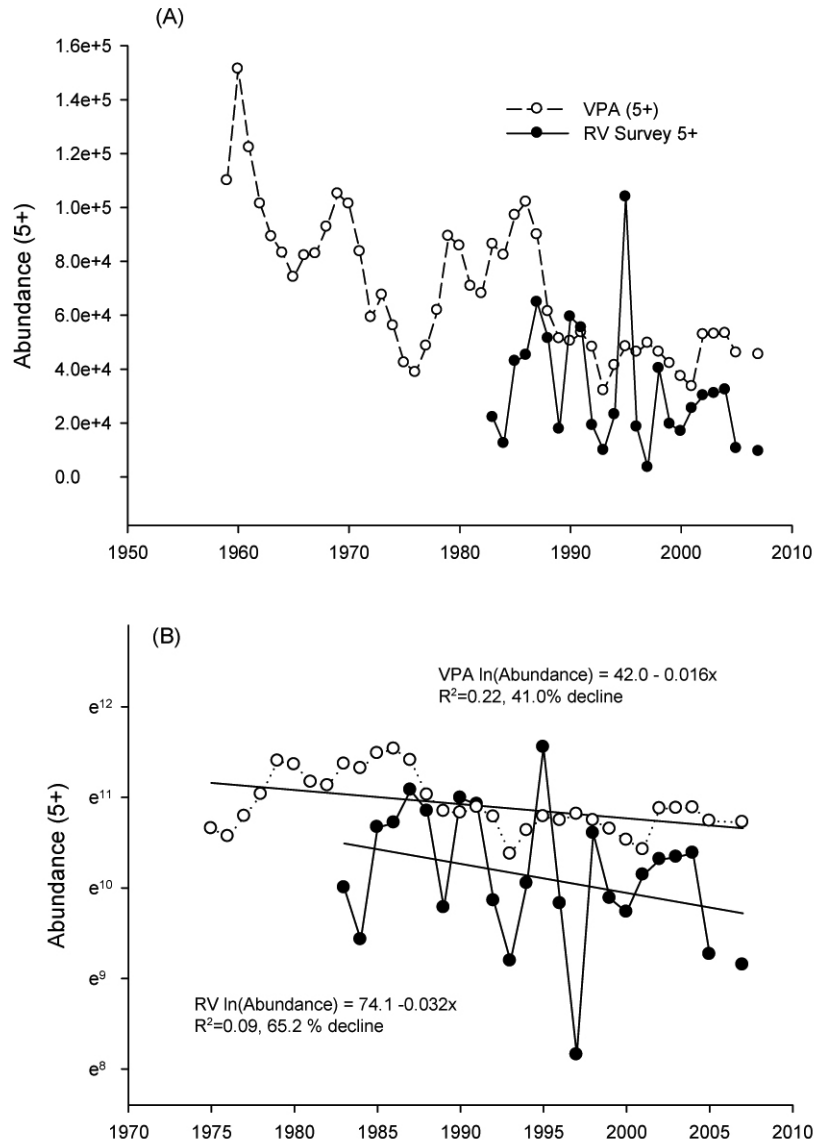 (A)
1.6e+5
1.4e+5
1.2e+5
1.0e+5
8.0e+4
6.0e+4
4.0e+4
2.0e+4
0.0
Abundance (5+)
VPA (5+)
RV Survey 5+
1950 1960 1970 1980 1990 2000 2010
(B)
VPA ln(Abundance) = 42.0 - 0.016x
R²=0.22, 41.0% decline
e¹²
e¹¹
e¹⁰
e⁹
e⁸
Abundance (5+)
RV ln(Abundance) = 74.1 -0.032x
R²=0.09, 65.2 % decline
1970 1975 1980 1985 1990 1995 2000 2005 2010